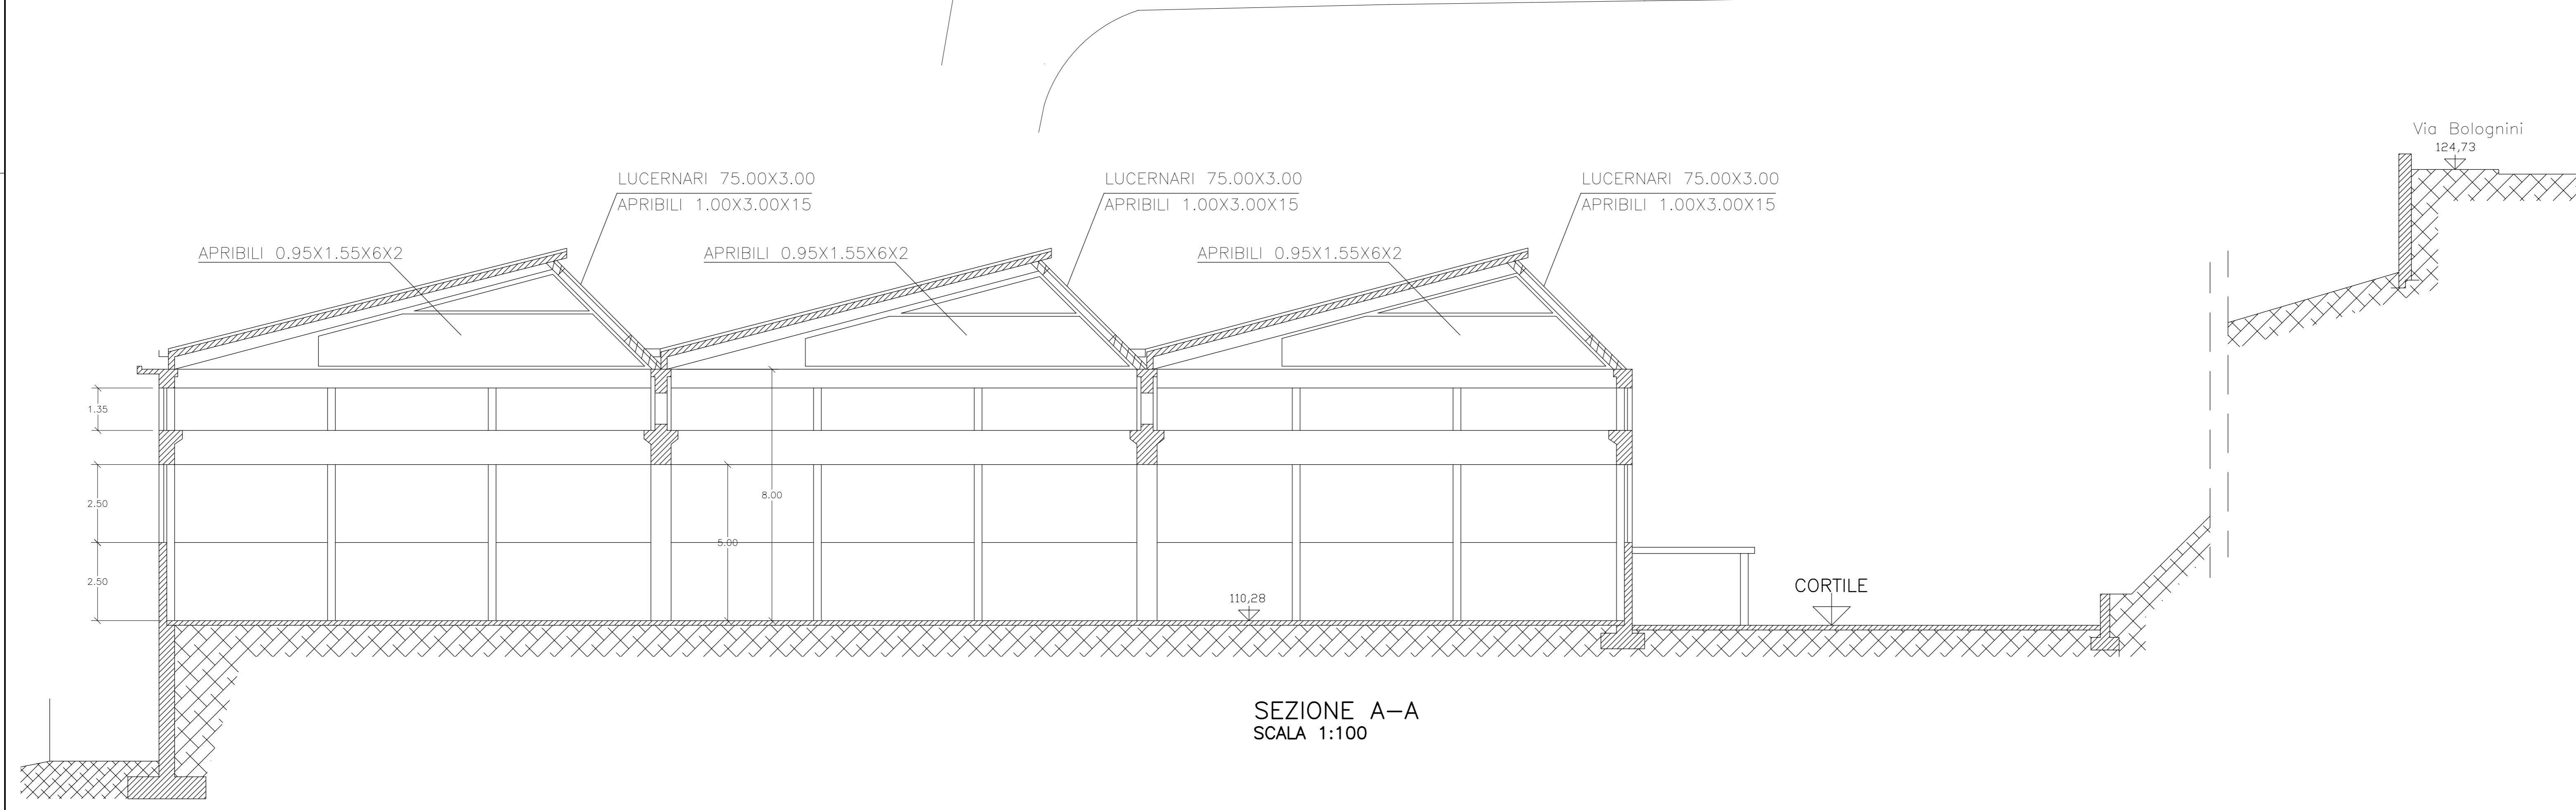 Via Bolognini
124,73
LUCERNARI 75.00X3.00
APRIBILI 1.00X3.00X15
LUCERNARI 75.00X3.00
APRIBILI 1.00X3.00X15
LUCERNARI 75.00X3.00
APRIBILI 1.00X3.00X15
APRIBILI 0.95X1.55X6X2
APRIBILI 0.95X1.55X6X2
APRIBILI 0.95X1.55X6X2
1.35
2.50
8.00
5.00
2.50
110,28
CORTILE
SEZIONE A-A
SCALA 1:100